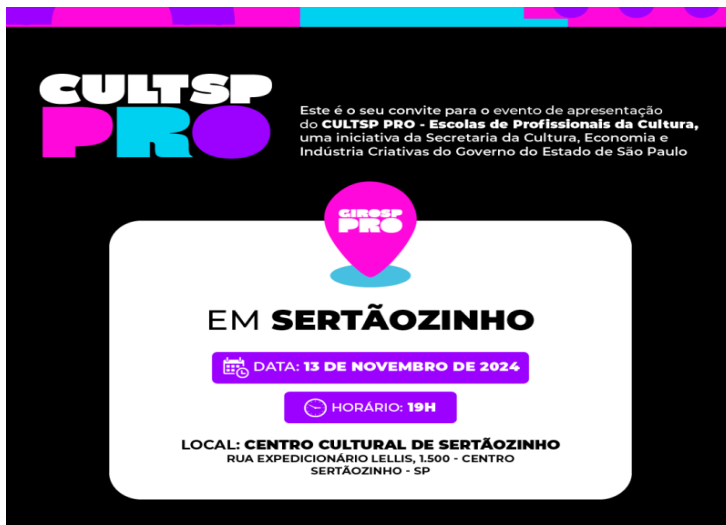 CULTSP
PRO
Este é o seu convite para o evento de apresentação
do CULTSP PRO - Escolas de Profissionais da Cultura,
uma iniciativa da Secretaria da Cultura, Economia e
Indústria Criativas do Governo do Estado de São Paulo
GIROSP
PRO
EM SERTÃOZINHO
DATA: 13 DE NOVEMBRO DE 2024
HORÁRIO: 19H
LOCAL: CENTRO CULTURAL DE SERTÃOZINHO
RUA EXPEDICIONÁRIO LELLIS, 1.500 - CENTRO
SERTÃOZINHO - SP